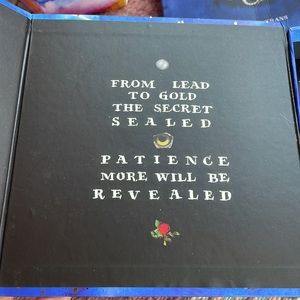 FROM LEAD
TO GOLD
THE SECRET
SEALED
PATIENCE
MORE WILL BE
REVEALED